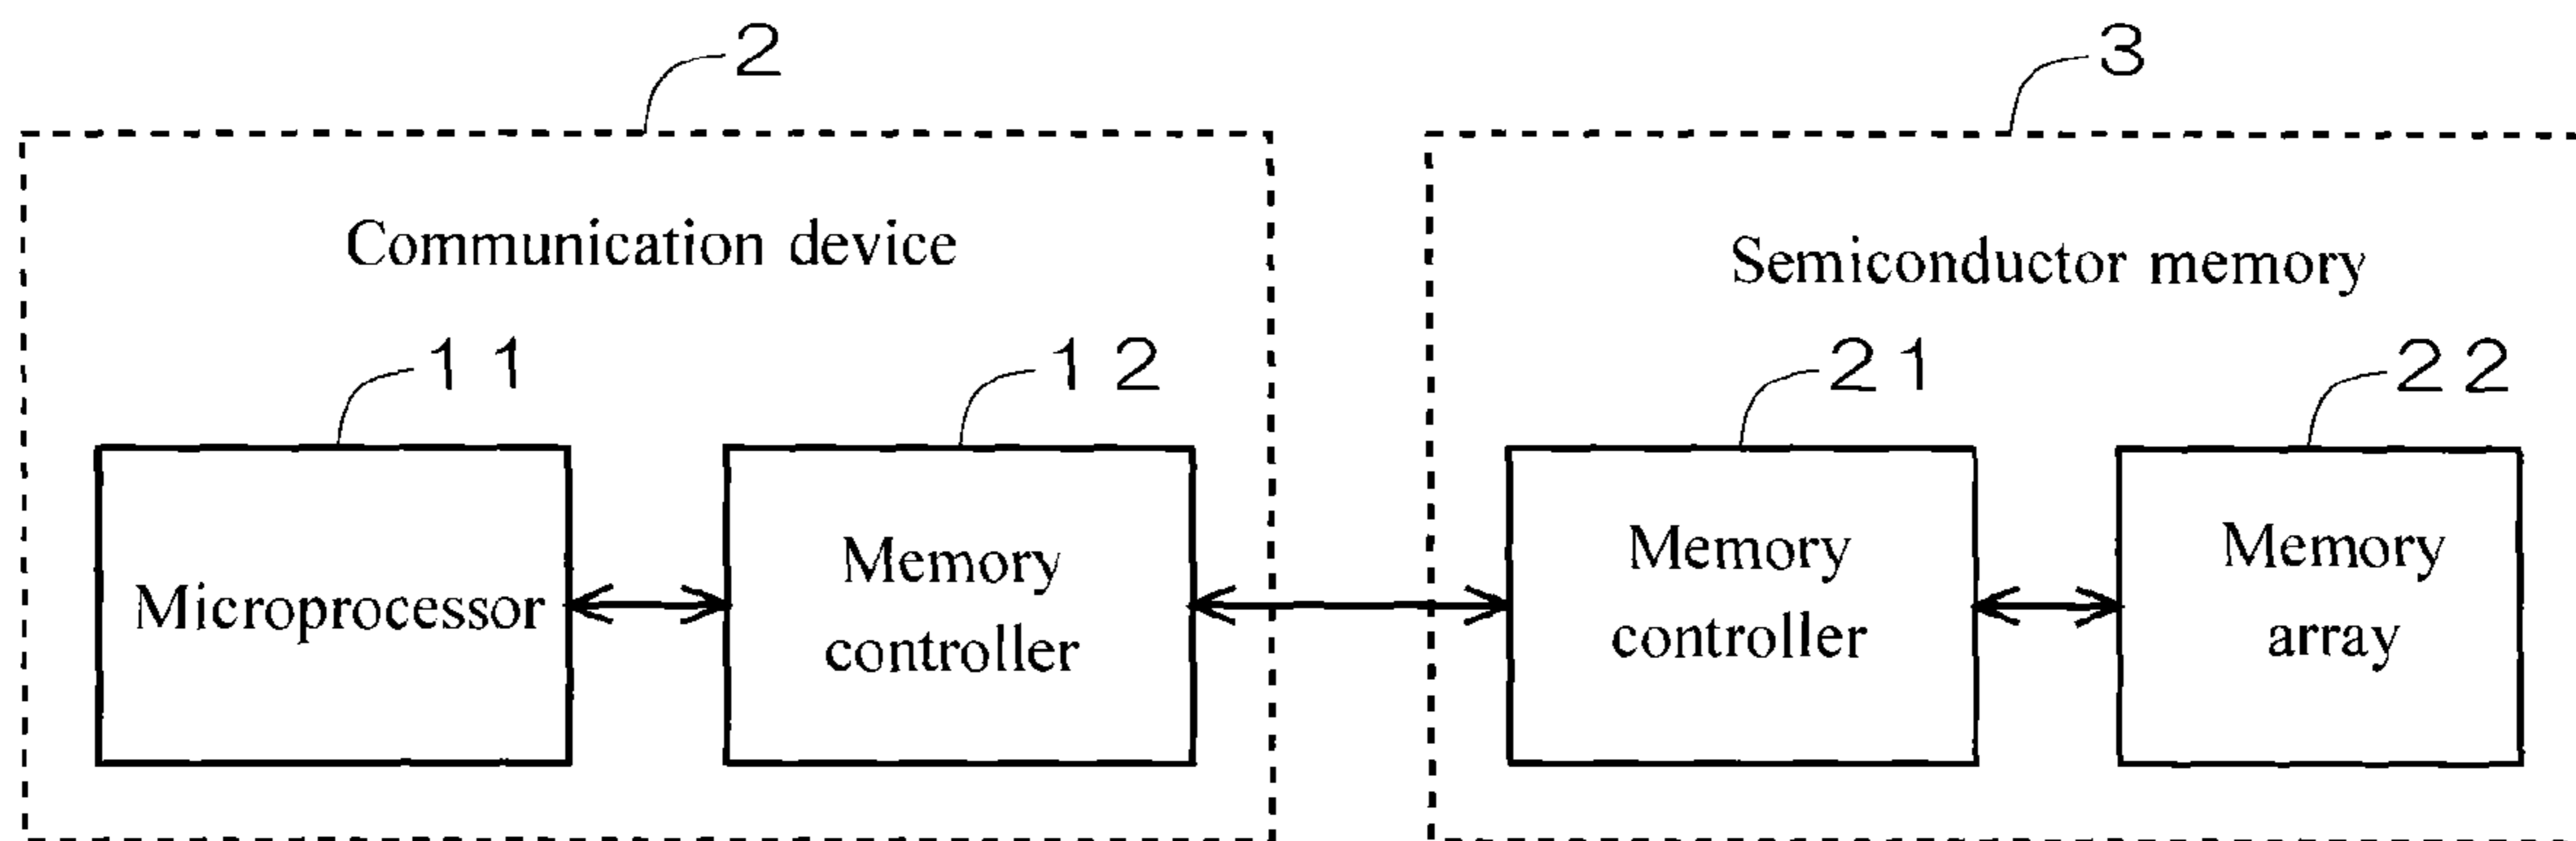 2
3
Communication device
Semiconductor memory
11
12
21
22
Microprocessor
Memory
controller
Memory
controller
Memory
array